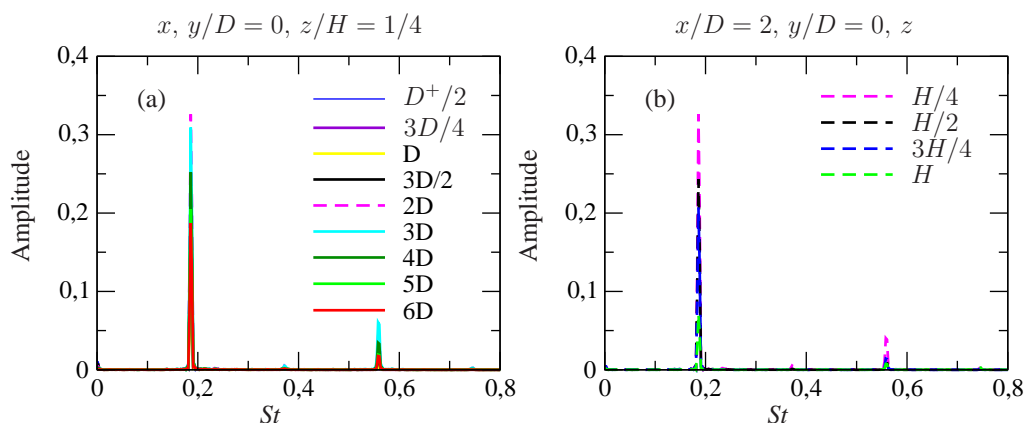 x, y/D = 0, z/H = 1/4
0,4
0,3
0,2
0,1
0
Amplitude
(a)
D⁺/2
3D/4
D
3D/2
2D
3D
4D
5D
6D
0 0,2 0,4 0,6 0,8
St
x/D = 2, y/D = 0, z
0,4
0,3
0,2
0,1
0
Amplitude
(b)
H/4
H/2
3H/4
H
0 0,2 0,4 0,6 0,8
St